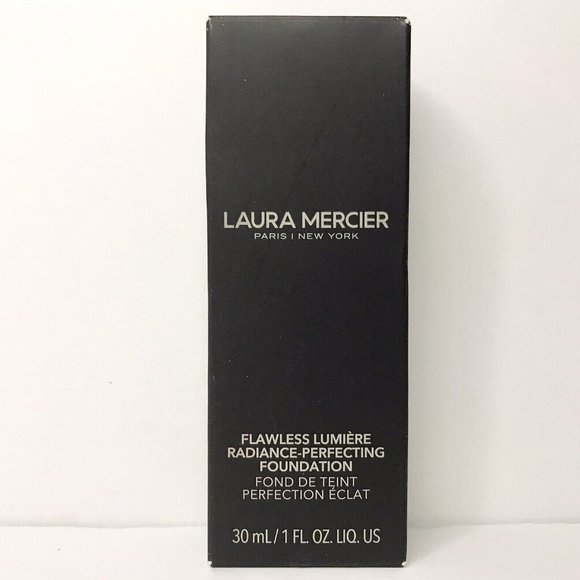 LAURA MERCIER
PARIS | NEW YORK
FLAWLESS LUMIÈRE
RADIANCE-PERFECTING
FOUNDATION
FOND DE TEINT
PERFECTION ÉCLAT
30 mL/1 FL. OZ. LIQ. US